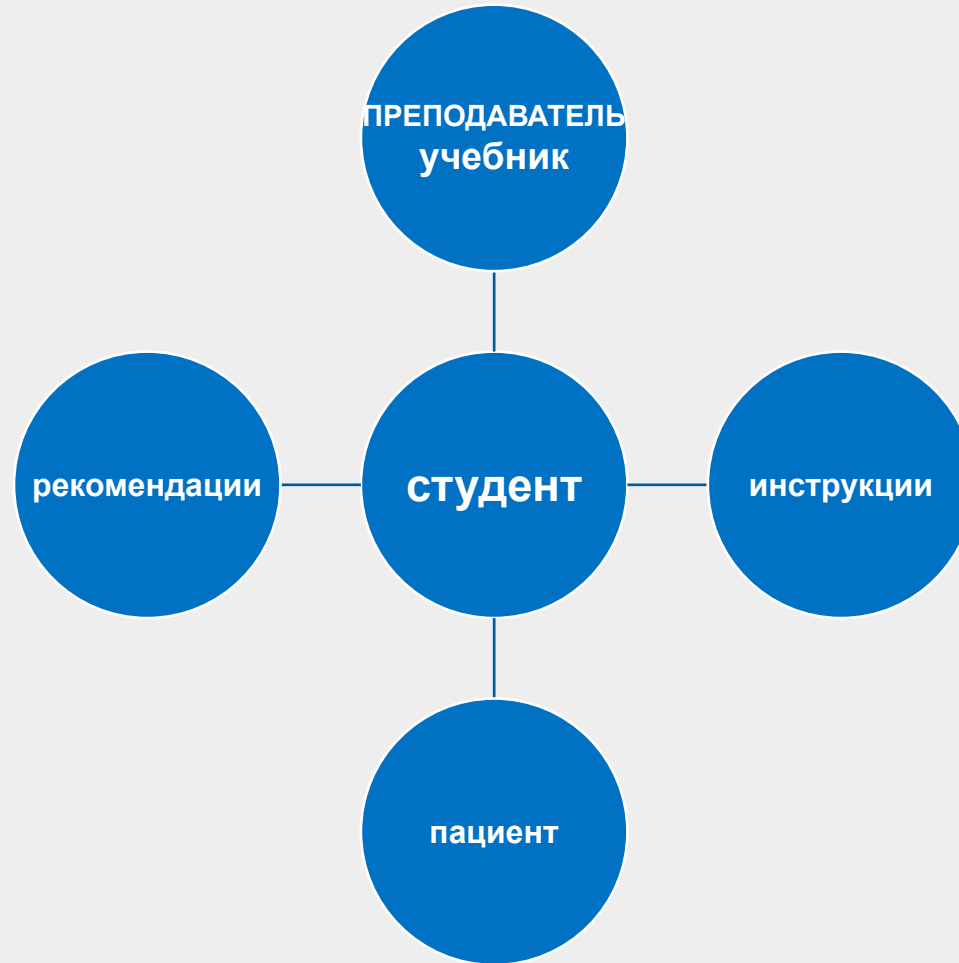 ПРЕПОДАВАТЕЛЬ
учебник
рекомендации
студент
инструкции
пациент